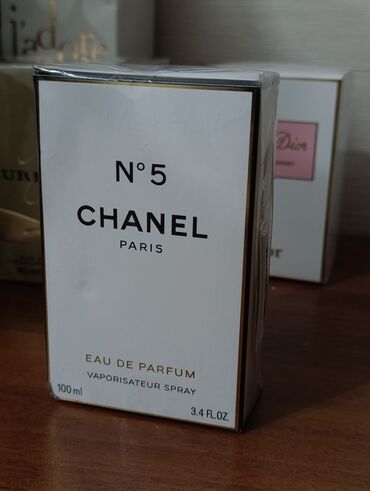 j'adore
N°5
CHANEL
PARIS
EAU DE PARFUM
VAPORISATEUR SPRAY
100 ml
3.4 FL.OZ.
Dior